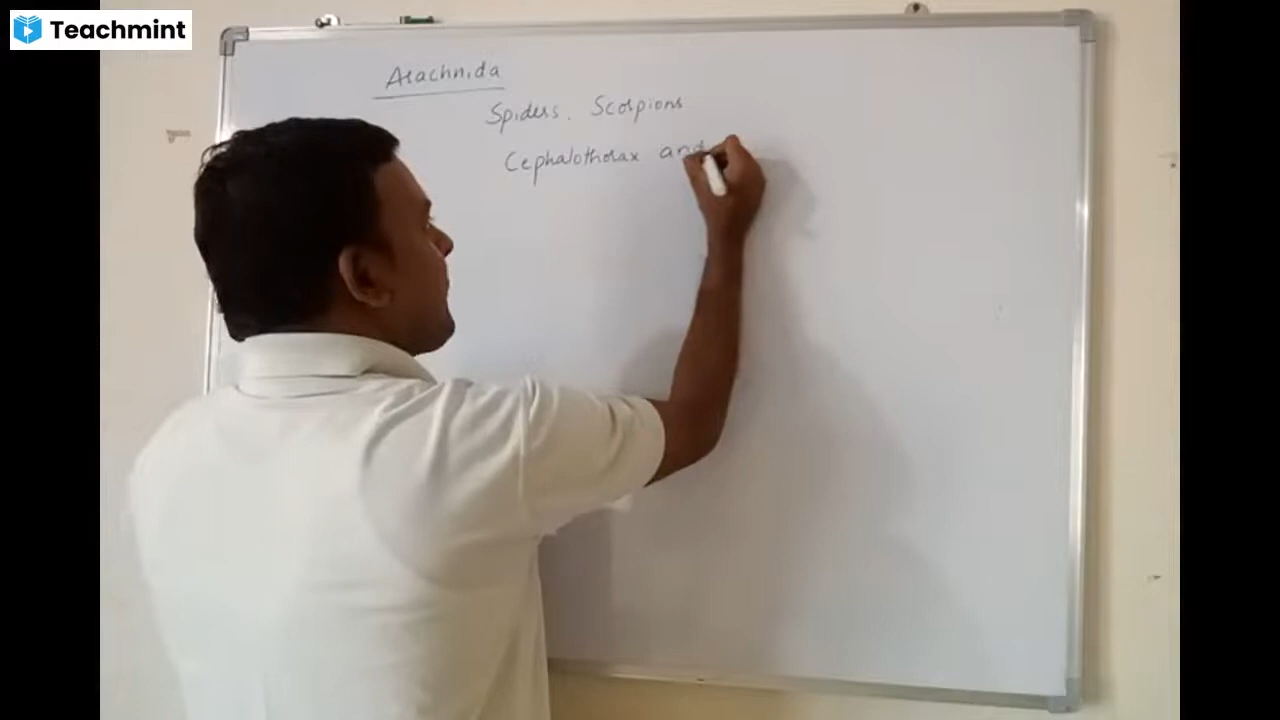 Teachmint
Arachnida
Spiders, Scorpions
Cephalothorax and